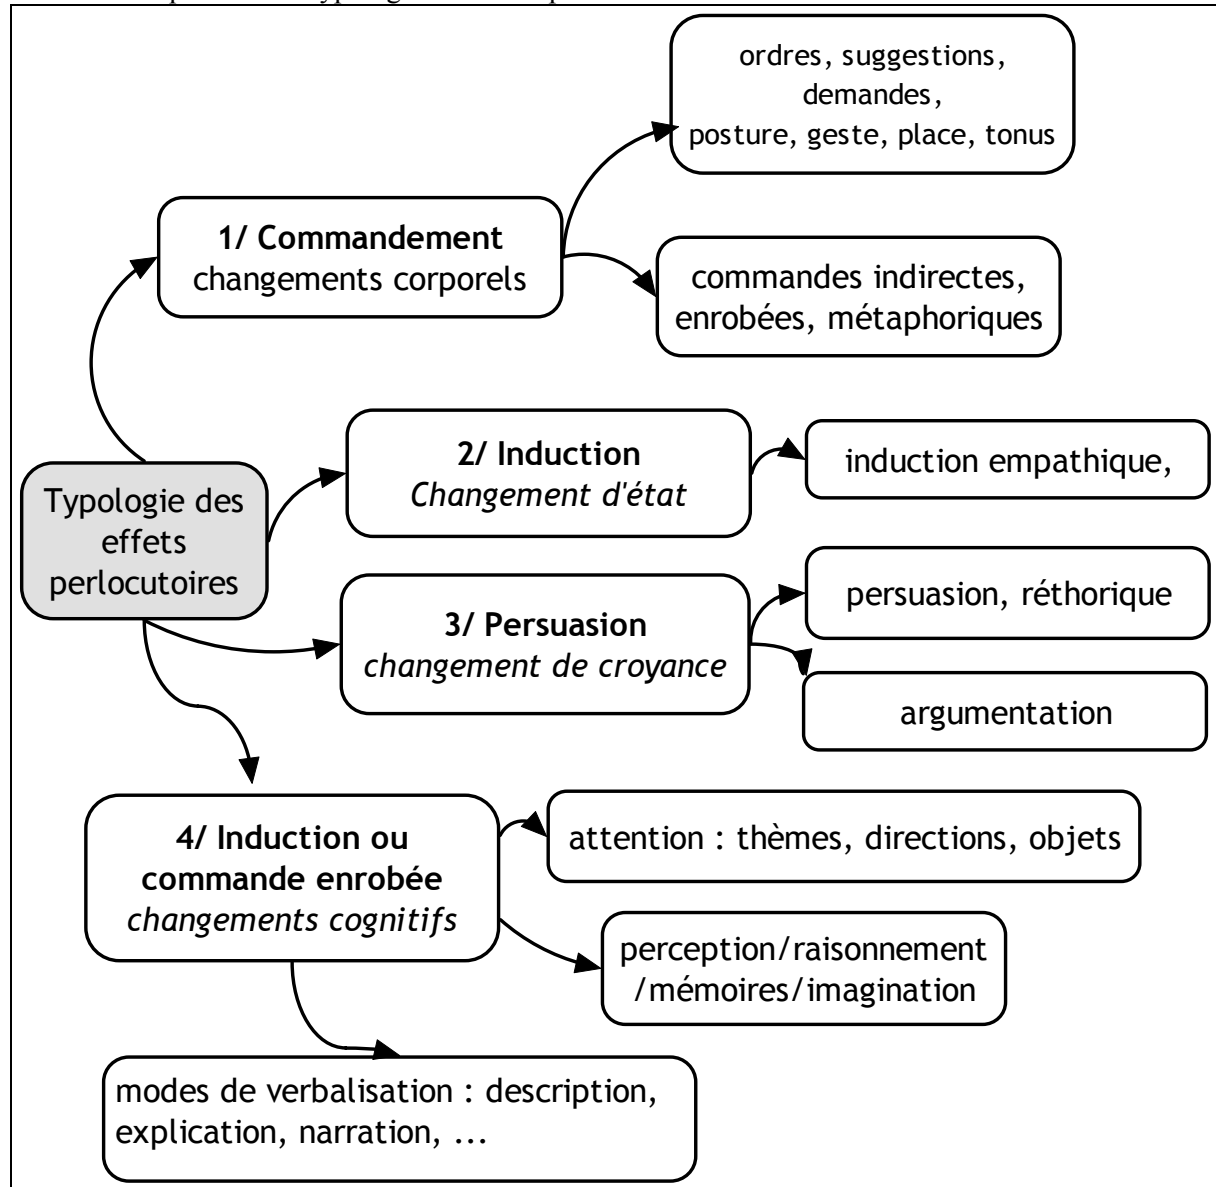 ordres, suggestions,
demandes,
posture, geste, place, tonus
1/ Commandement
changements corporels
commandes indirectes,
enrobées, métaphoriques
2/ Induction
Changement d'état
induction empathique,
Typologie des
effets
perlocutoires
persuasion, réthorique
3/ Persuasion
changement de croyance
argumentation
4/ Induction ou
commande enrobée
changements cognitifs
attention : thèmes, directions, objets
perception/raisonnement
/mémoires/imagination
modes de verbalisation : description,
explication, narration, ...